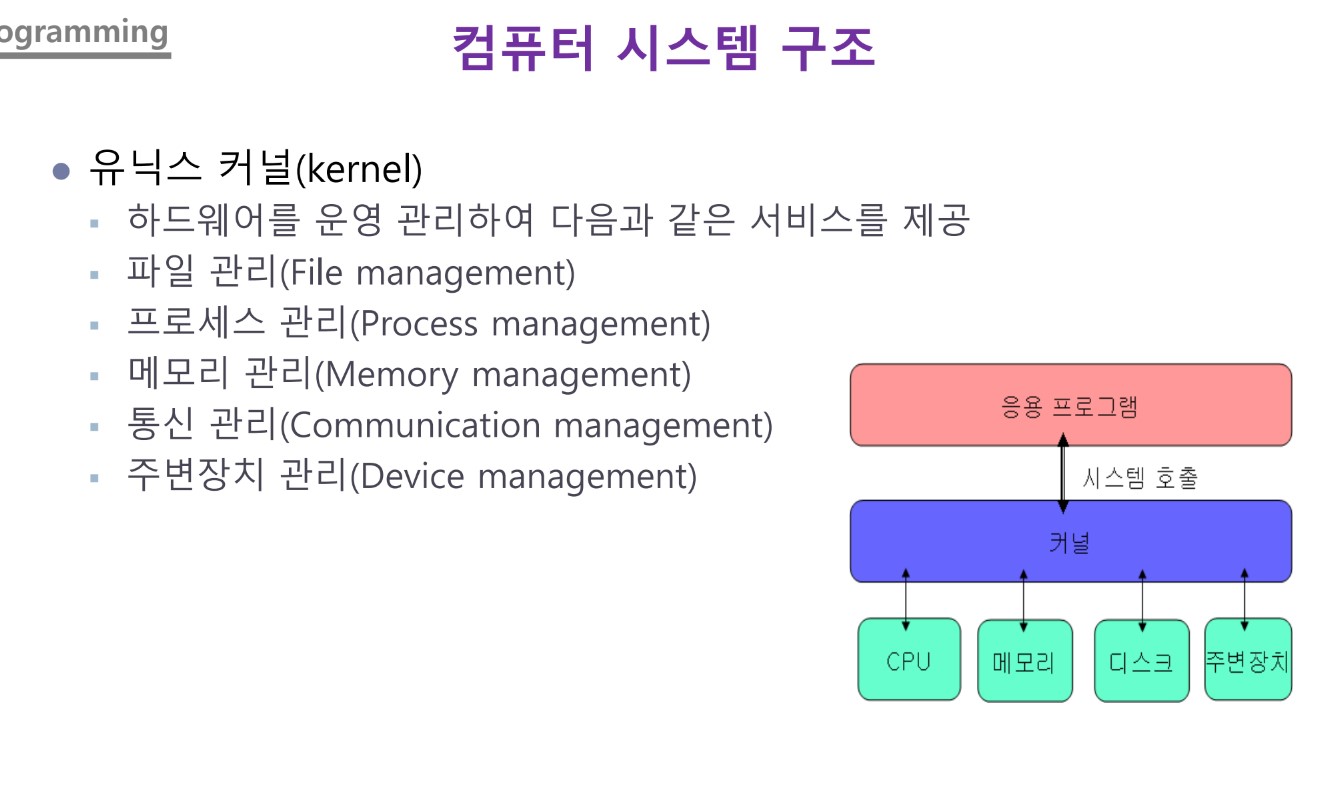 ogramming
컴퓨터 시스템 구조
유닉스 커널(kernel)
하드웨어를 운영 관리하여 다음과 같은 서비스를 제공
파일 관리(File management)
프로세스 관리(Process management)
메모리 관리(Memory management)
통신 관리(Communication management)
주변장치 관리(Device management)
응용 프로그램
시스템 호출
커널
CPU
메모리
디스크
주변장치